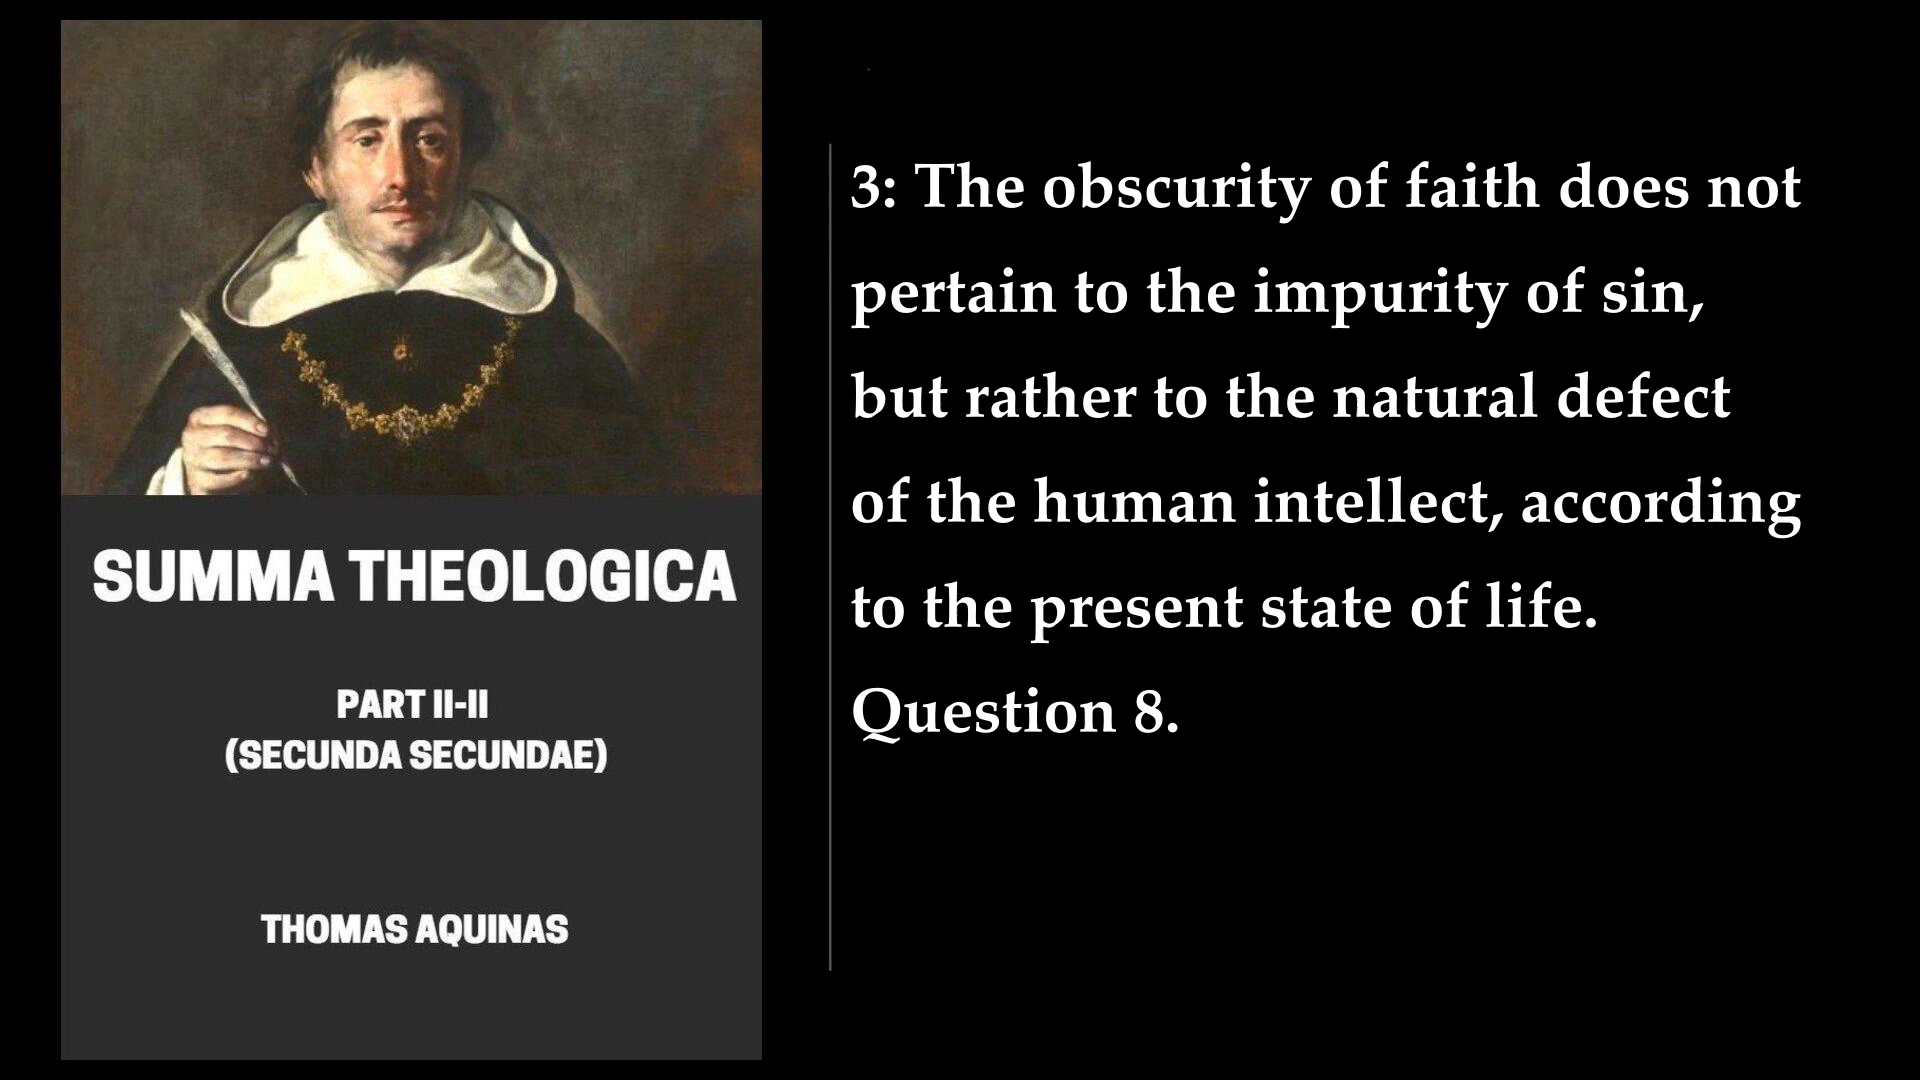 SUMMA THEOLOGICA
PART II-II
(SECUNDA SECUNDAE)
THOMAS AQUINAS
3: The obscurity of faith does not
pertain to the impurity of sin,
but rather to the natural defect
of the human intellect, according
to the present state of life.
Question 8.